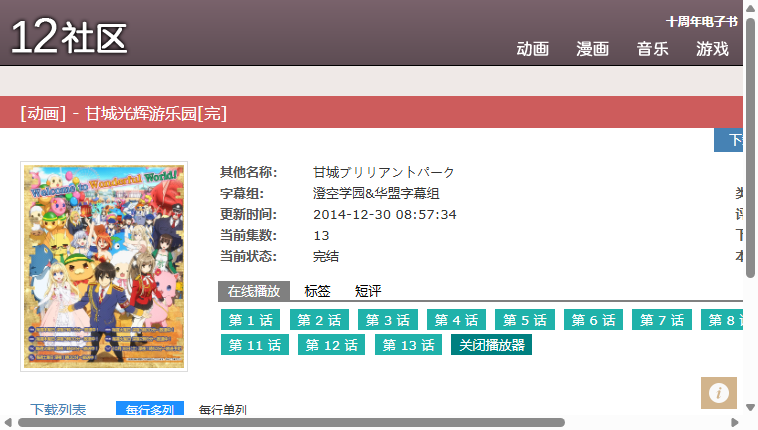 12社区
十周年电子书
动画 漫画 音乐 游戏
[动画] - 甘城光辉游乐园[完]
其他名称: 甘城ブリリアントパーク
字幕组: 澄空学园&华盟字幕组
更新时间: 2014-12-30 08:57:34
当前集数: 13
当前状态: 完结
Welcome to Wonderful World!
在线播放 标签 短评
第 1 话 第 2 话 第 3 话 第 4 话 第 5 话 第 6 话 第 7 话 第 8
第 11 话 第 12 话 第 13 话 关闭播放器
下载列表 每行多列 每行单列